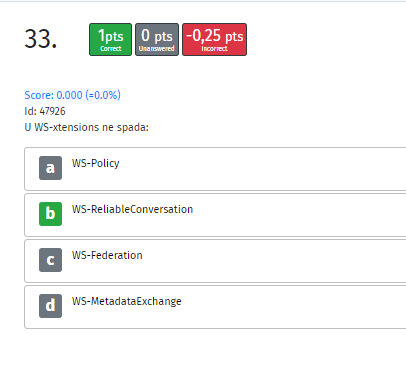 33.
1pts
Correct
0 pts
Unanswered
-0,25 pts
Incorrect
Score: 0.000 (≈0.0%)
Id: 47926
U WS-xtensions ne spada:
a WS-Policy
b WS-ReliableConversation
c WS-Federation
d WS-MetadataExchange